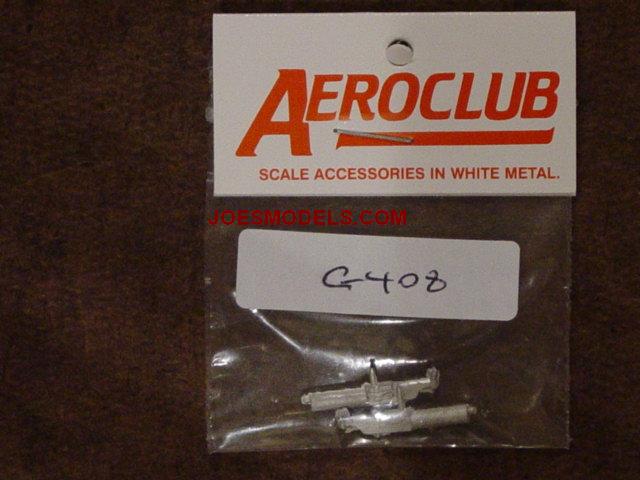 AEROCLUB
SCALE ACCESSORIES IN WHITE METAL.
JOESMODELS.COM
G408